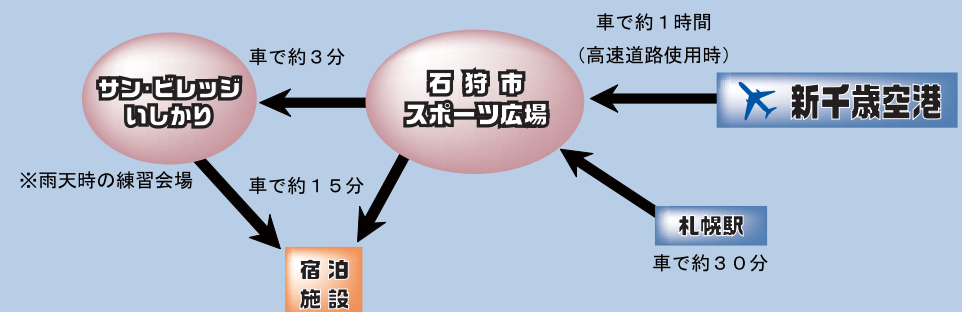 車で約１時間
（高速道路使用時）
車で約３分
サン・ビレッジ
いしかり
石狩市
スポーツ広場
新千歳空港
※雨天時の練習会場
車で約１５分
札幌駅
車で約３０分
宿泊
施設